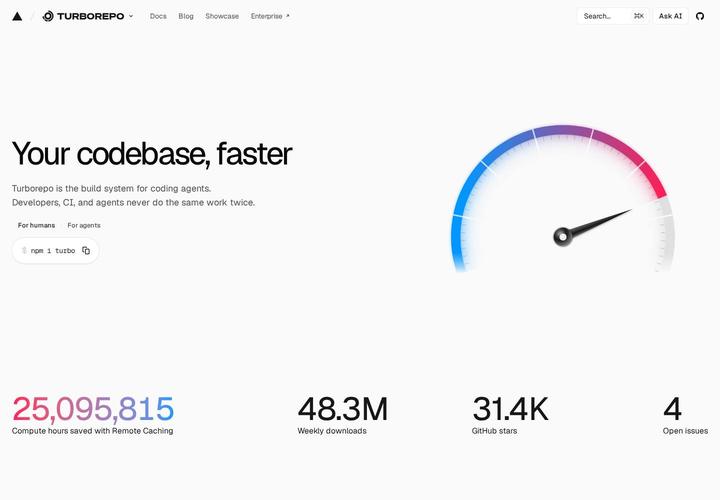 TURBOREPO
Docs
Blog
Showcase
Enterprise ↗
Search...
⌘K
Ask AI
Your codebase, faster
Turborepo is the build system for coding agents.
Developers, CI, and agents never do the same work twice.
For humans
For agents
$ npm i turbo
25,095,815
Compute hours saved with Remote Caching
48.3M
Weekly downloads
31.4K
GitHub stars
4
Open issues